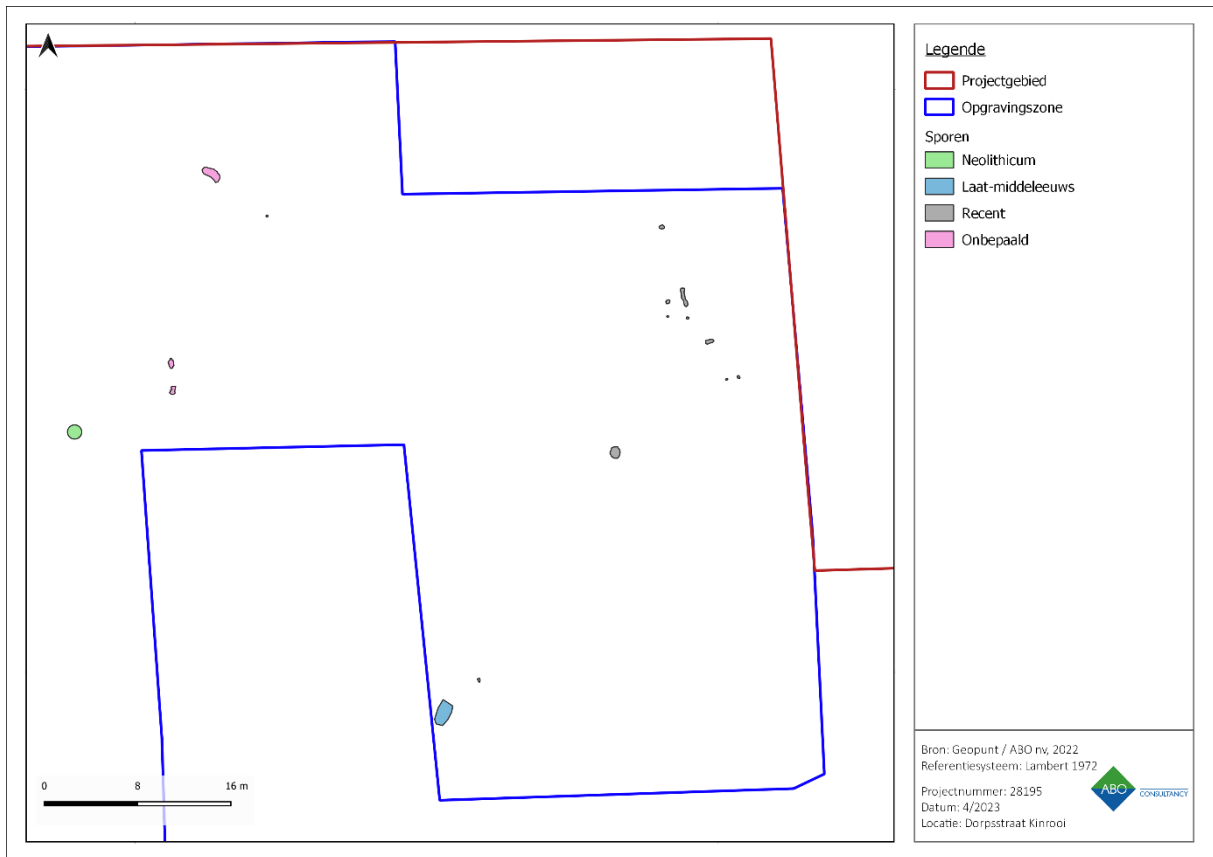 Legende
Projectgebied
Opgravingszone
Sporen
Neolithicum
Laat-middeleeuws
Recent
Onbepaald
0 8 16 m
Bron: Geopunt / ABO nv, 2022
Referentiesysteem: Lambert 1972
Projectnummer: 28195
Datum: 4/2023
Locatie: Dorpsstraat Kinrooi
ABO CONSULTANCY